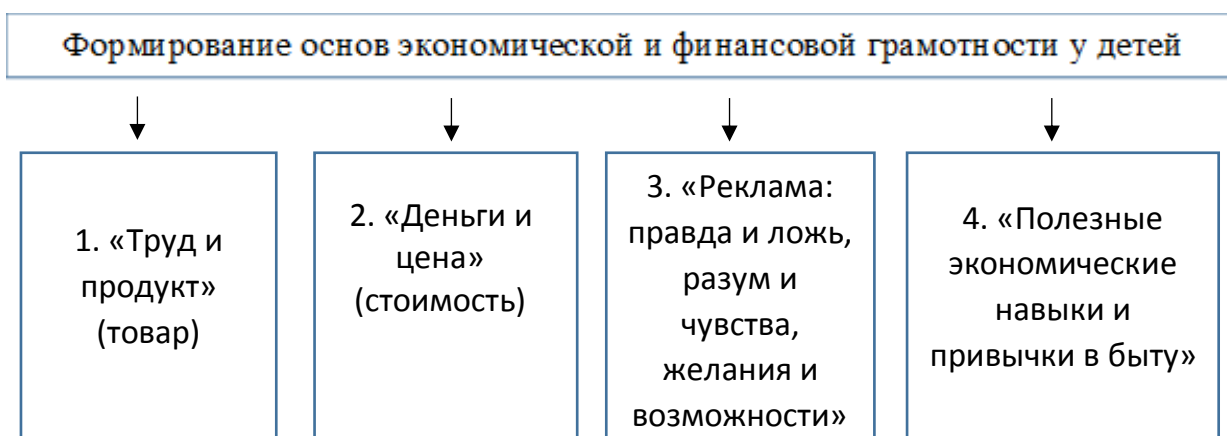 Формирование основ экономической и финансовой грамотности у детей
1. «Труд и
продукт»
(товар)
2. «Деньги и
цена»
(стоимость)
3. «Реклама:
правда и ложь,
разум и
чувства,
желания и
возможности»
4. «Полезные
экономические
навыки и
привычки в быту»